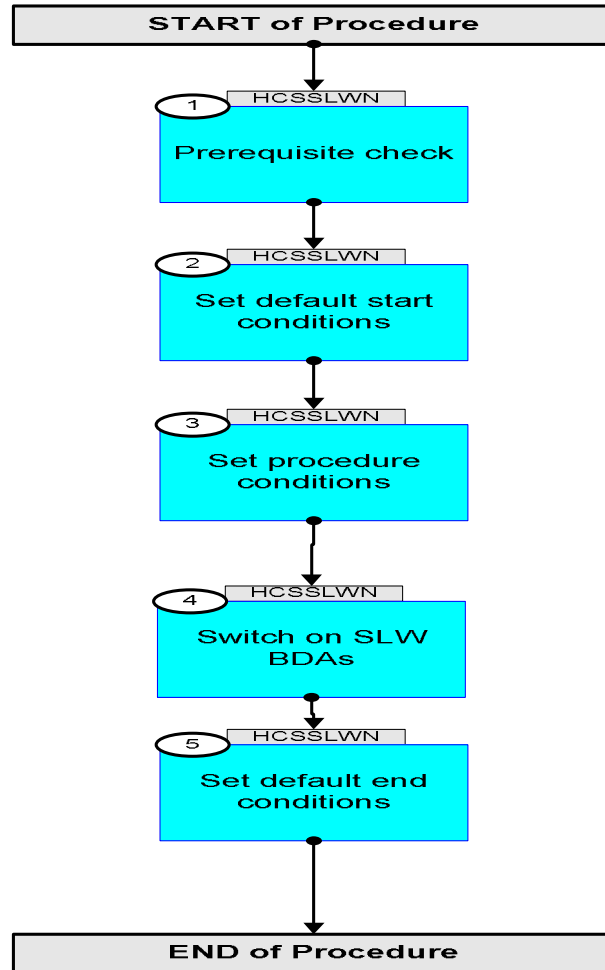 START of Procedure
HCSSLWN
1
Prerequisite check
HCSSLWN
2
Set default start
conditions
HCSSLWN
3
Set procedure
conditions
HCSSLWN
4
Switch on SLW
BDAs
HCSSLWN
5
Set default end
conditions
END of Procedure